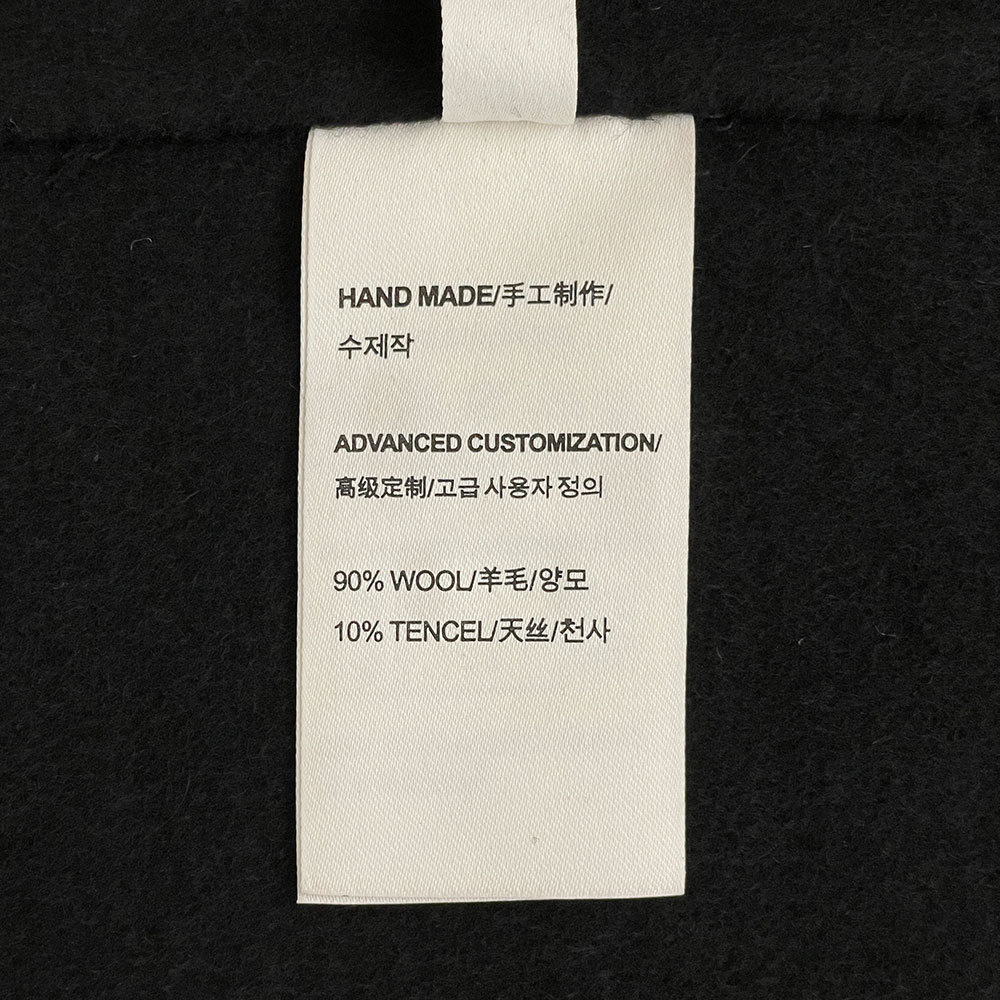 HAND MADE/手工制作/
수제작
ADVANCED CUSTOMIZATION/
高级定制/고급 사용자 정의
90% WOOL/羊毛/양모
10% TENCEL/天丝/천사